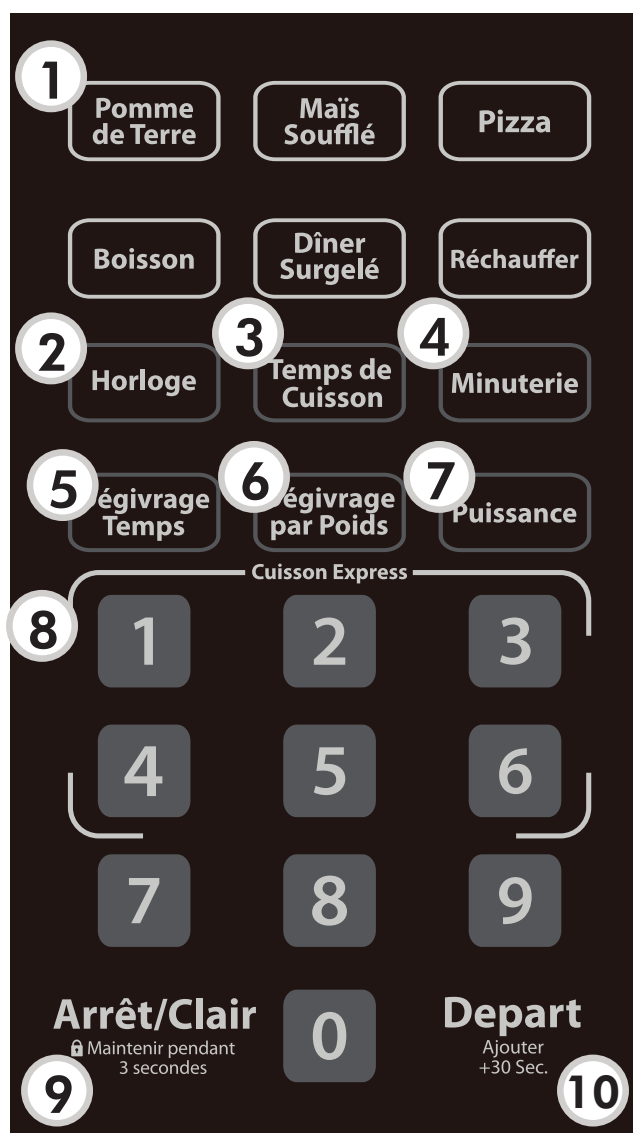 1
Pomme
de Terre
Maïs
Soufflé
Pizza
Boisson
Dîner
Surgelé
Réchauffer
2
Horloge
3
Temps de
Cuisson
4
Minuterie
5
égivrage
Temps
6
égivrage
par Poids
7
Puissance
Cuisson Express
8
1
2
3
4
5
6
7
8
9
Arrêt/Clair
Maintenir pendant
3 secondes
9
0
Depart
Ajouter
+30 Sec.
10